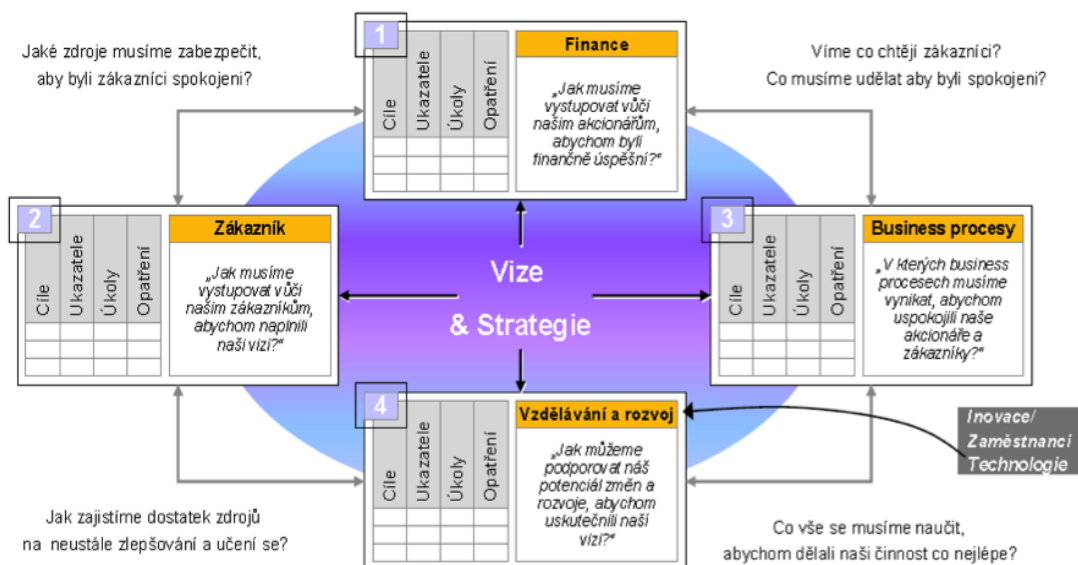 Jaké zdroje musíme zabezpečit,
aby byli zákazníci spokojeni?
1
Cíle
Ukazatele
Úkoly
Opatření
Finance
„Jak musíme
vystupovat vůči
našim akcionářům,
abychom byli
finančně úspěšní?“
Víme co chtějí zákazníci?
Co musíme udělat aby byli spokojeni?
2
Cíle
Ukazatele
Úkoly
Opatření
Zákazník
„Jak musíme
vystupovat vůči
našim zákazníkům,
abychom naplnili
naši vizi?“
Vize
& Strategie
3
Cíle
Ukazatele
Úkoly
Opatření
Business procesy
„V kterých business
procesech musíme
vynikat, abychom
uspokojili naše
akcionáře a
zákazníky?“
4
Cíle
Ukazatele
Úkoly
Opatření
Vzdělávání a rozvoj
„Jak můžeme
podporovat náš
potenciál změn a
rozvoje, abychom
uskutečnili naší
vizi?“
Inovace/
Zaměstnanci
Technologie
Jak zajistíme dostatek zdrojů
na neustále zlepšování a učení se?
Co vše se musíme naučit,
abychom dělali naši činnost co nejlépe?